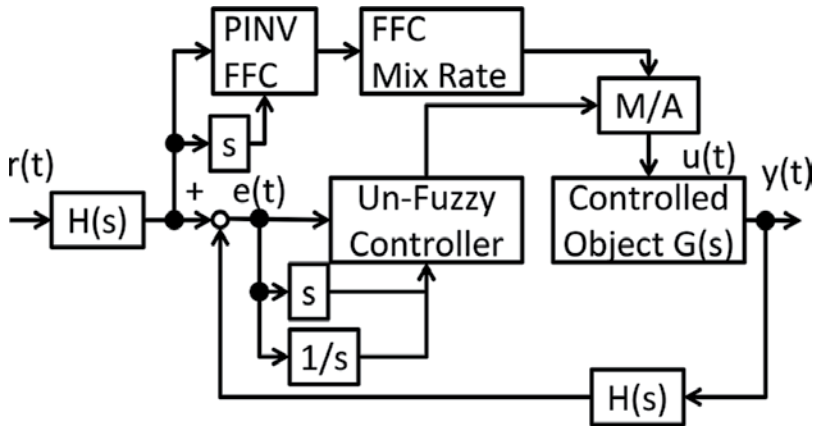 PINV
FFC
FFC
Mix Rate
M/A
s
r(t)
+
e(t)
u(t)
y(t)
H(s)
Un-Fuzzy
Controller
Controlled
Object G(s)
s
1/s
H(s)